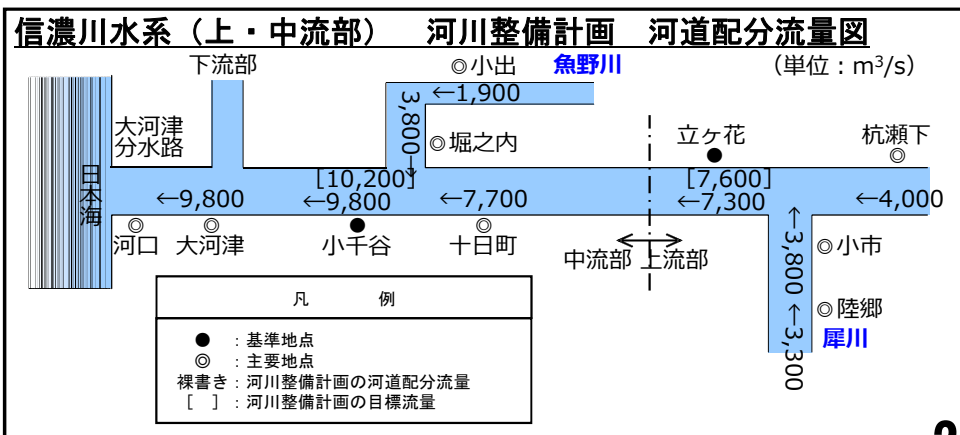 信濃川水系（上・中流部）　河川整備計画　河道配分流量図
（単位：m³/s）
下流部
◎小出
魚野川
←1,900
3,800→
◎堀之内
大河津
分水路
日本海
立ヶ花
●
杭瀬下
◎
[10,200]
[7,600]
←9,800
←9,800
←7,700
←7,300
←4,000
◎
河口
◎
大河津
●
小千谷
◎
十日町
中流部
上流部
←3,800
◎小市
←3,300
◎陸郷
犀川
凡　例
●：基準地点
◎：主要地点
裸書き：河川整備計画の河道配分流量
[　]：河川整備計画の目標流量